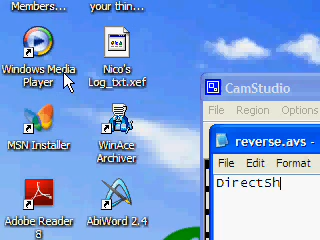 Members...
your thin...
Windows Media
Player
Nico's
Log_txt.xef
MSN Installer
WinAce
Archiver
Adobe Reader
8
AbiWord 2.4
CamStudio
File Region Options
reverse.avs -
File Edit Format
DirectSh